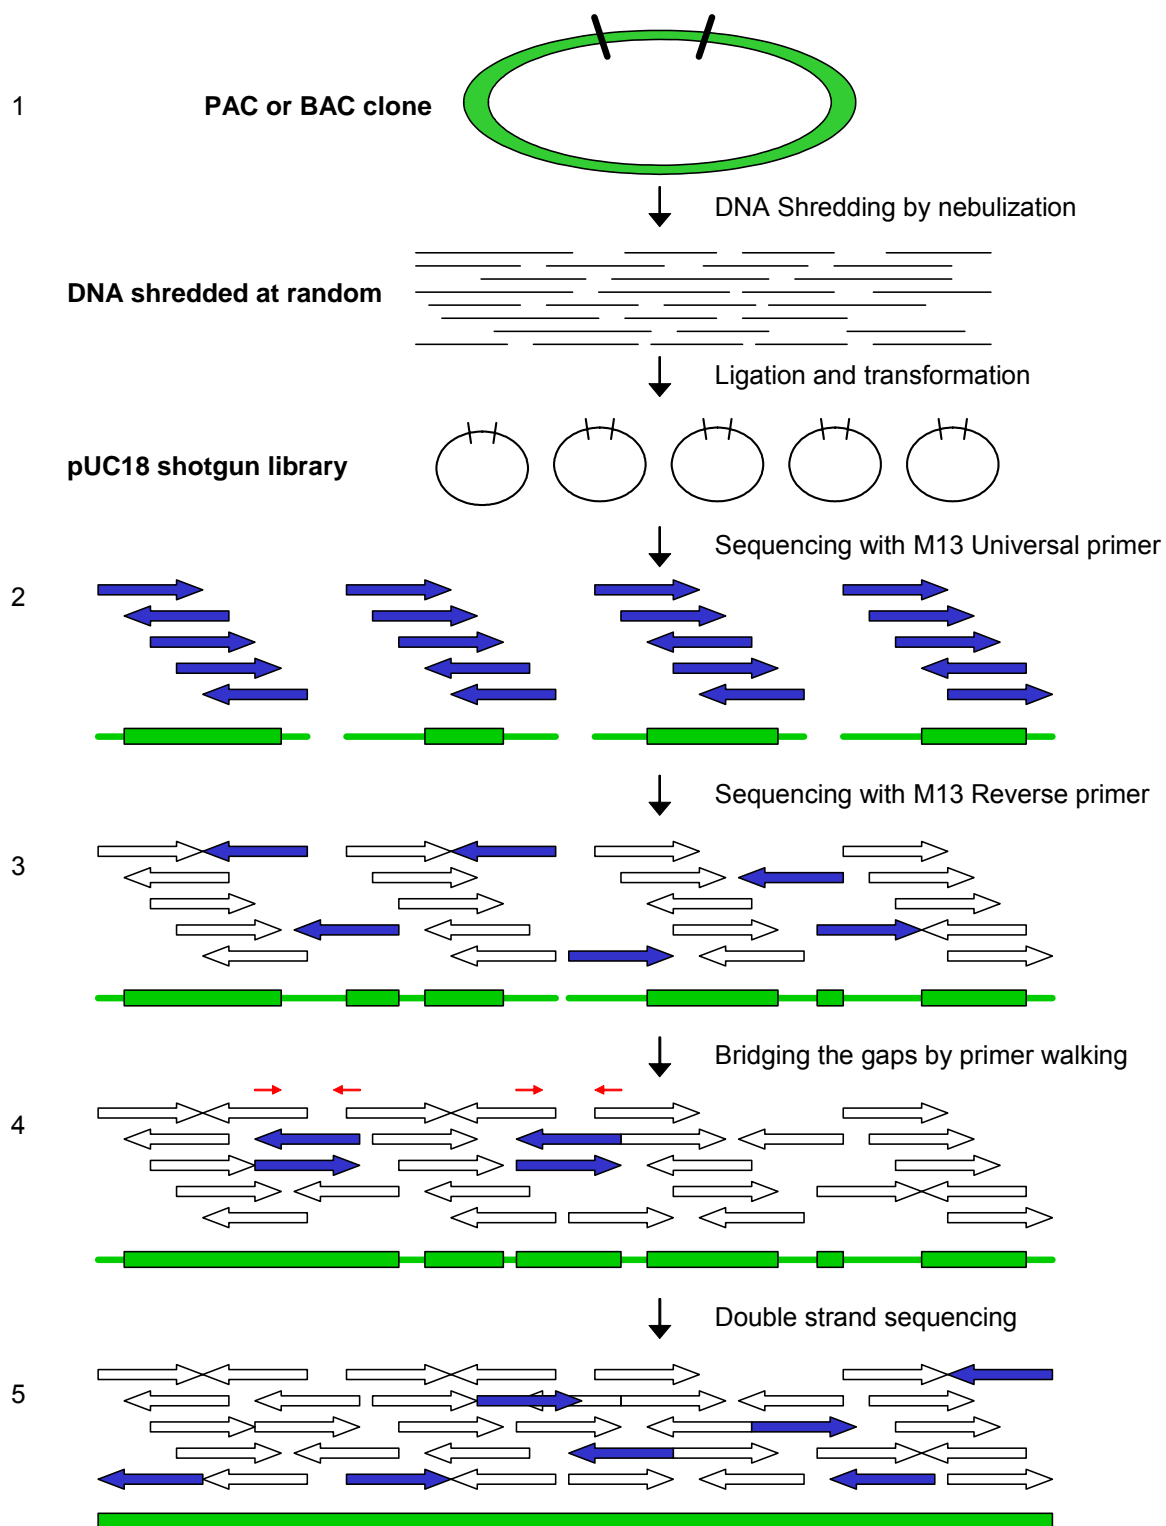 1
PAC or BAC clone
DNA Shredding by nebulization
DNA shredded at random
Ligation and transformation
pUC18 shotgun library
Sequencing with M13 Universal primer
2
Sequencing with M13 Reverse primer
3
Bridging the gaps by primer walking
4
Double strand sequencing
5